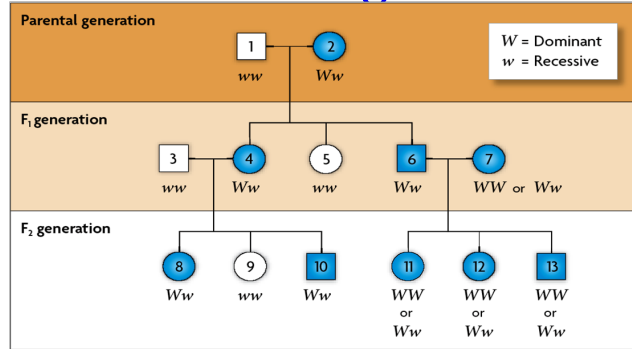 Parental generation
W = Dominant
w = Recessive
1
2
ww
Ww
F₁ generation
3
4
5
6
7
ww
Ww
ww
Ww
WW or Ww
F₂ generation
8
9
10
11
12
13
Ww
ww
Ww
WW
or
Ww
WW
or
Ww
WW
or
Ww